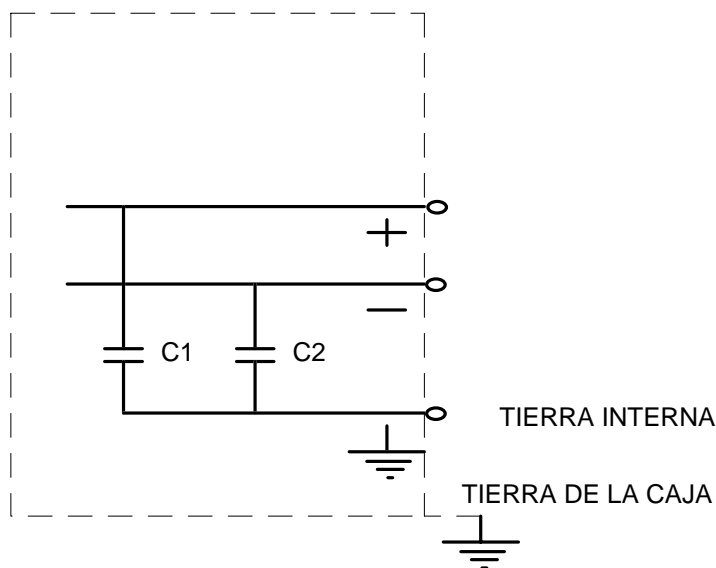 +
—
C1
C2
TIERRA INTERNA
TIERRA DE LA CAJA